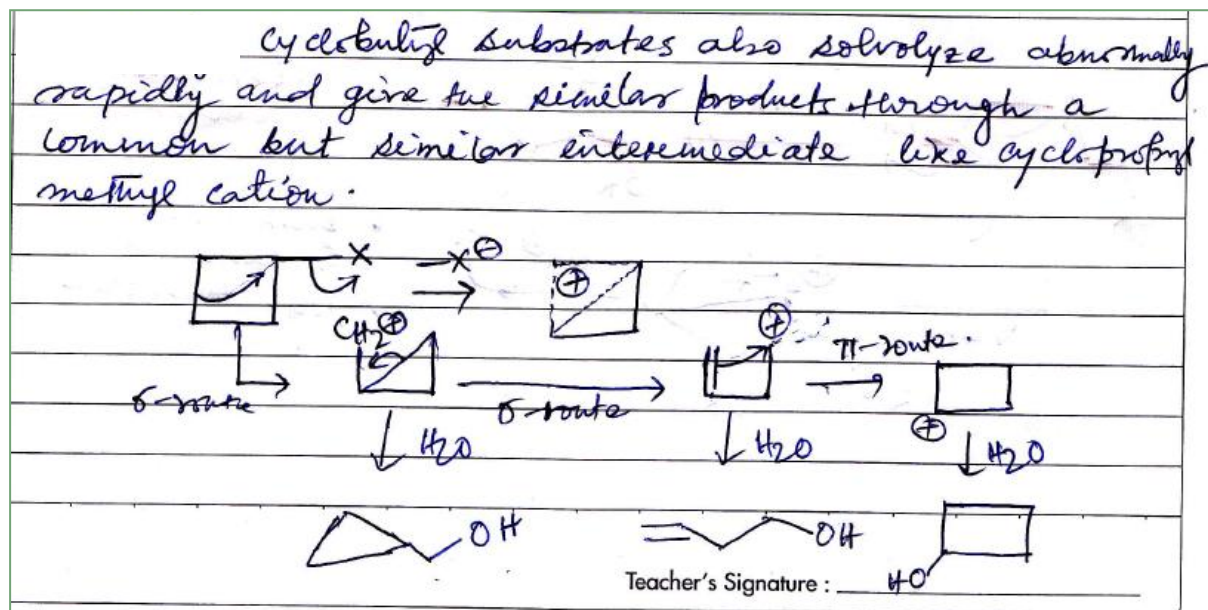 cyclobutyl substrates also solvolyze abnormally
rapidly and give the similar products through a
common but similar enteremediate like cyclopropyl
methyl cation.
X -X⊖
⊕
CH2⊕ ⊕ π-route.
σ-route σ-route ⊕
H2O H2O H2O
OH OH HO
Teacher's Signature :